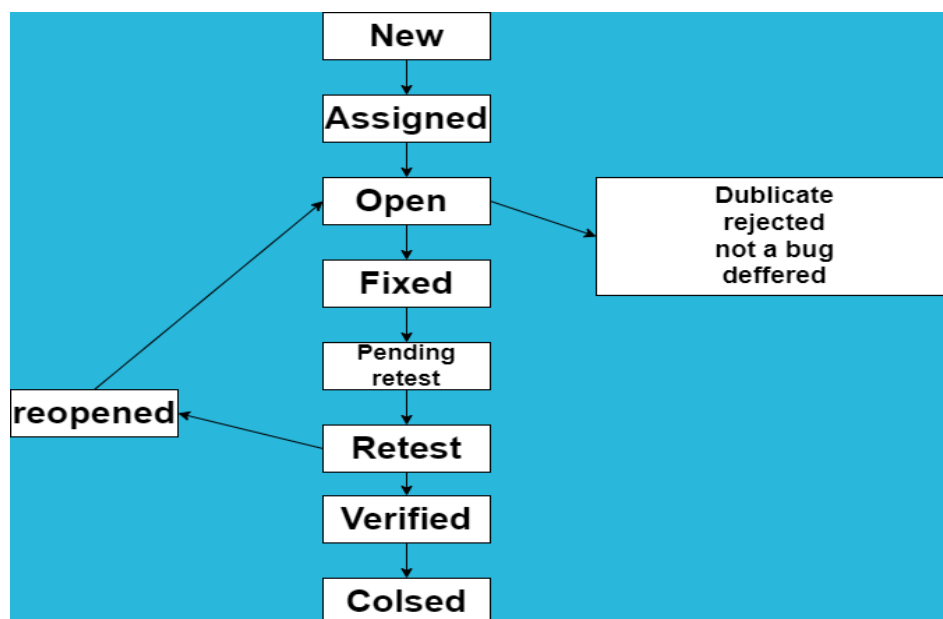 New
Assigned
Open
Dublicate
rejected
not a bug
deffered
Fixed
Pending
retest
reopened
Retest
Verified
Colsed